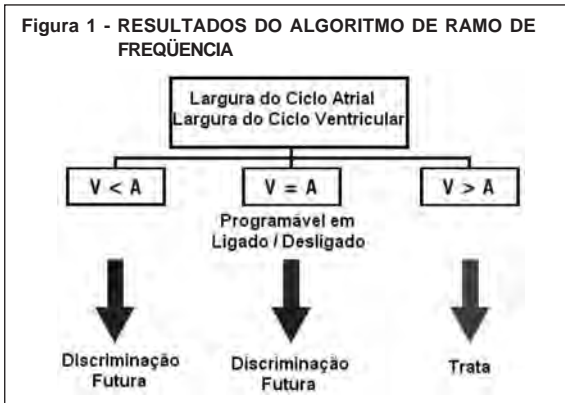 Figura 1 - RESULTADOS DO ALGORITMO DE RAMO DE
FREQÜENCIA
Largura do Ciclo Atrial
Largura do Ciclo Ventricular
V < A
V = A
V > A
Programável em
Ligado / Desligado
Discriminação
Futura
Discriminação
Futura
Trata